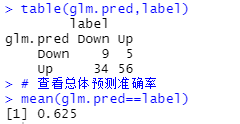 > table(glm.pred,label)
label
glm.pred Down Up
Down 9 5
Up 34 56
> # 查看总体预测准确率
> mean(glm.pred==label)
[1] 0.625